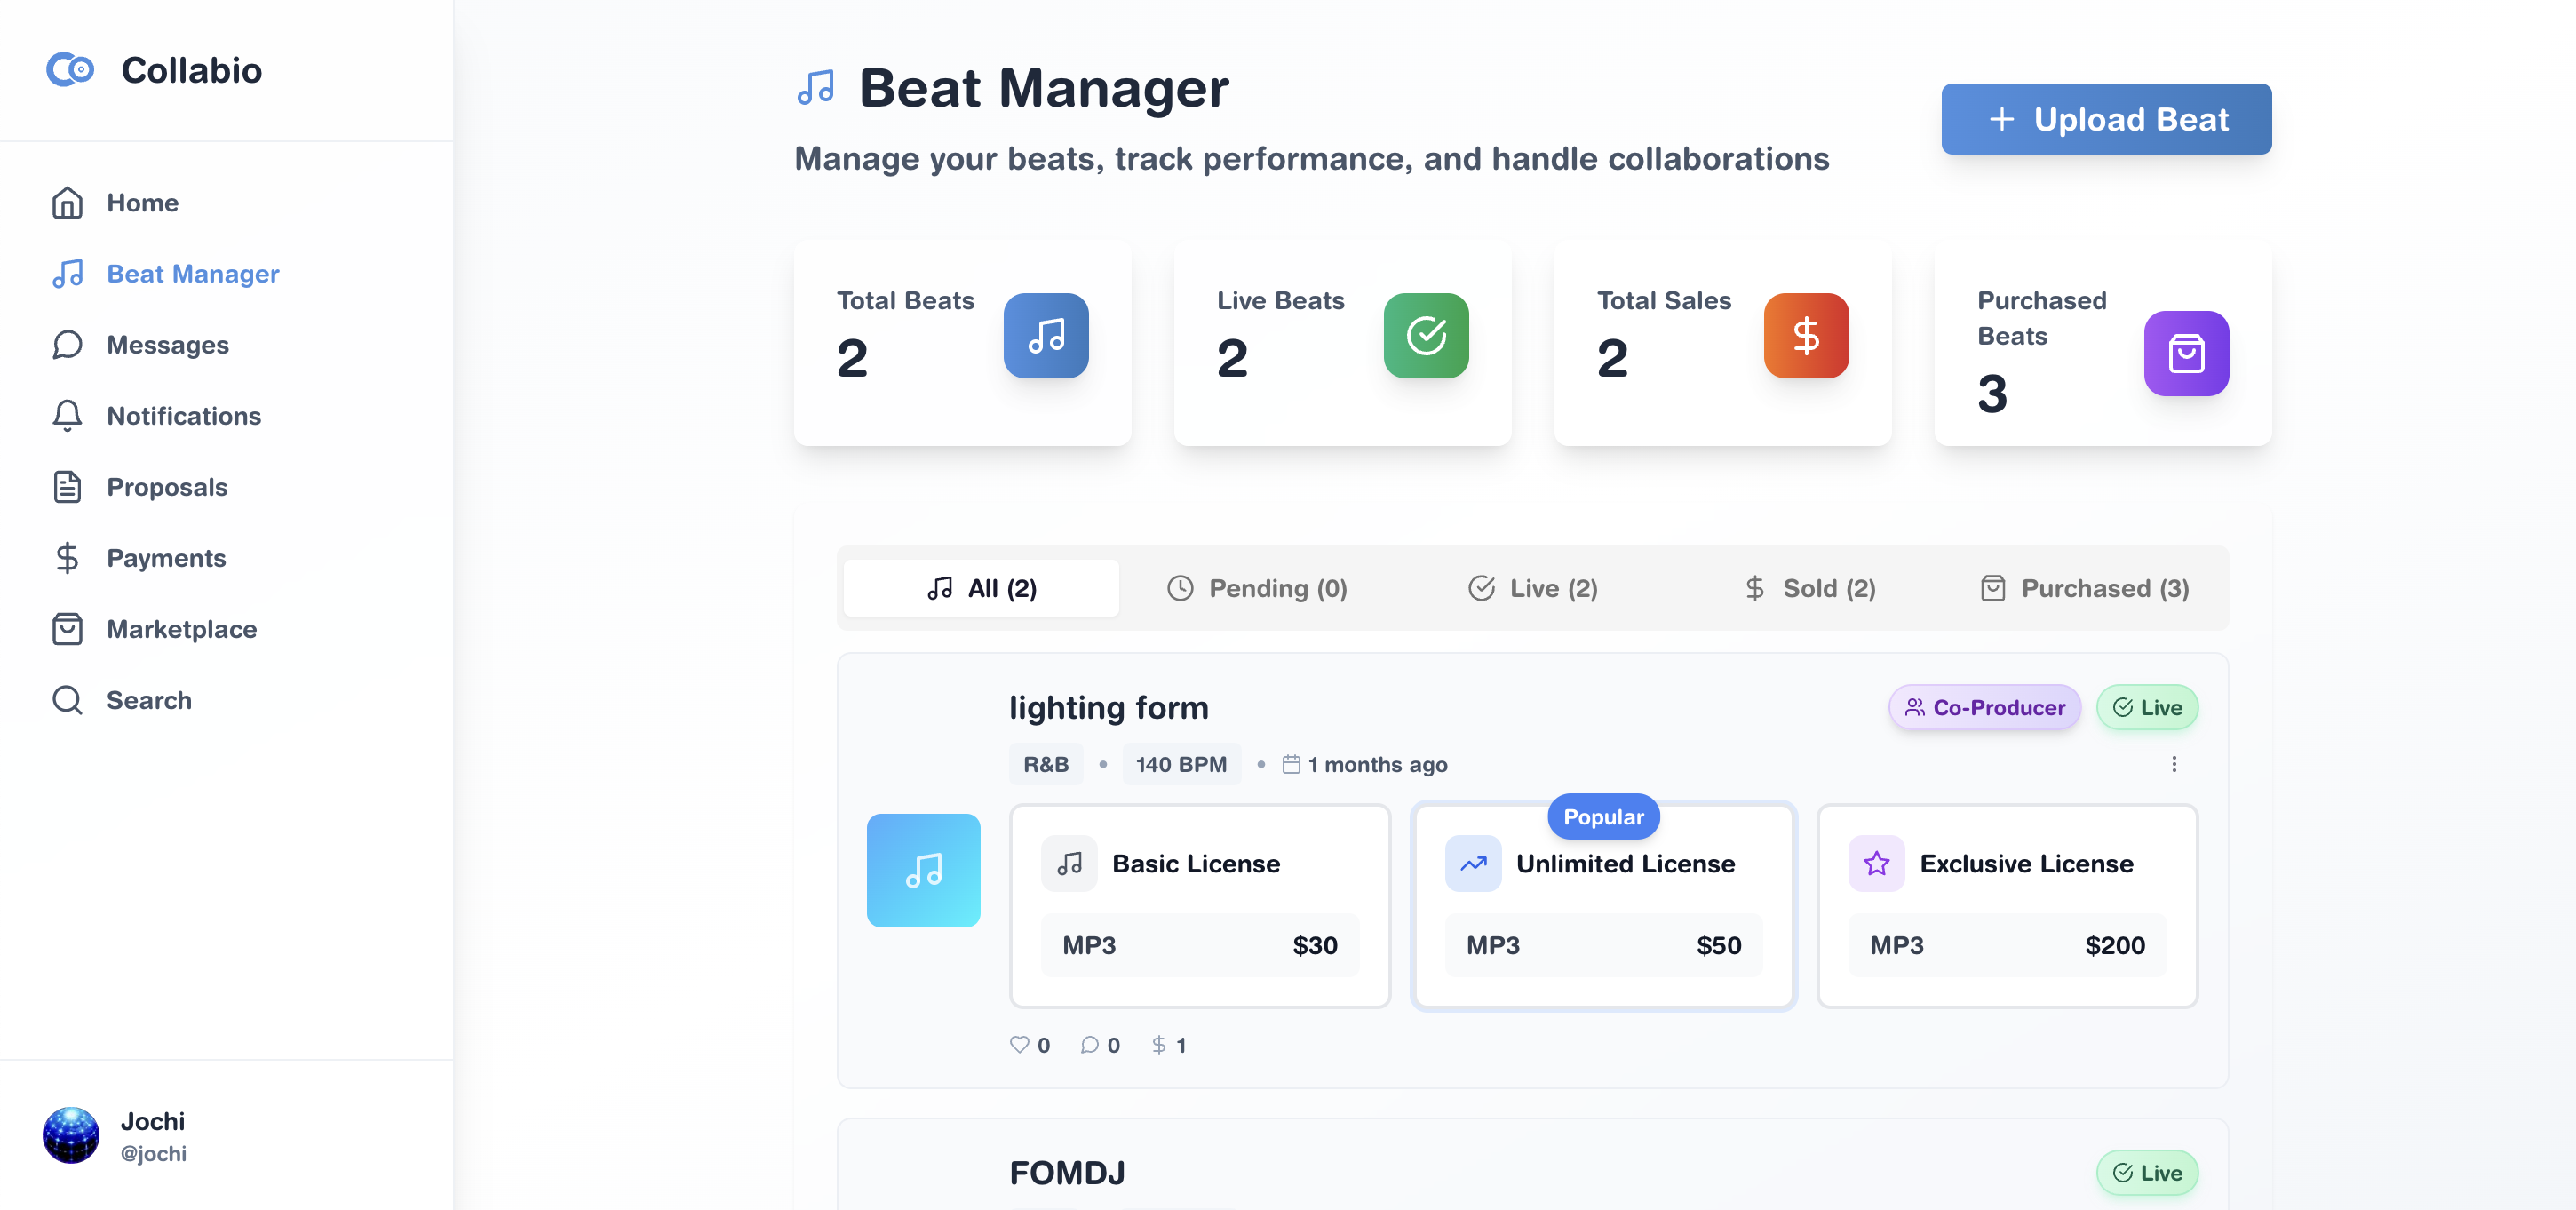 Collabio
Home
Beat Manager
Messages
Notifications
Proposals
Payments
Marketplace
Search
Jochi
@jochi
Beat Manager
Manage your beats, track performance, and handle collaborations
Upload Beat
Total Beats
2
Live Beats
2
Total Sales
2
Purchased
Beats
3
All (2)
Pending (0)
Live (2)
Sold (2)
Purchased (3)
lighting form
Co-Producer
Live
R&B • 140 BPM • 1 months ago
Basic License
MP3 $30
Popular
Unlimited License
MP3 $50
Exclusive License
MP3 $200
0 0 $ 1
FOMDJ
Live